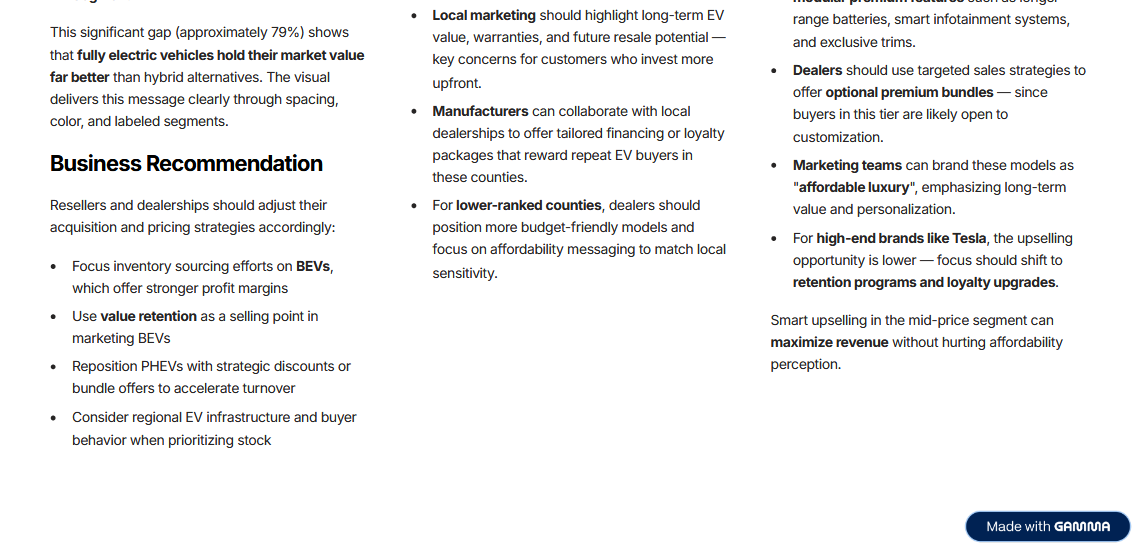 This significant gap (approximately 79%) shows
that fully electric vehicles hold their market value
far better than hybrid alternatives. The visual
delivers this message clearly through spacing,
color, and labeled segments.
Business Recommendation
Resellers and dealerships should adjust their
acquisition and pricing strategies accordingly:
• Focus inventory sourcing efforts on BEVs,
which offer stronger profit margins
• Use value retention as a selling point in
marketing BEVs
• Reposition PHEVs with strategic discounts or
bundle offers to accelerate turnover
• Consider regional EV infrastructure and buyer
behavior when prioritizing stock
• Local marketing should highlight long-term EV
value, warranties, and future resale potential —
key concerns for customers who invest more
upfront.
• Manufacturers can collaborate with local
dealerships to offer tailored financing or loyalty
packages that reward repeat EV buyers in
these counties.
• For lower-ranked counties, dealers should
position more budget-friendly models and
focus on affordability messaging to match local
sensitivity.
modular premium features such as longer-
range batteries, smart infotainment systems,
and exclusive trims.
• Dealers should use targeted sales strategies to
offer optional premium bundles — since
buyers in this tier are likely open to
customization.
• Marketing teams can brand these models as
"affordable luxury", emphasizing long-term
value and personalization.
• For high-end brands like Tesla, the upselling
opportunity is lower — focus should shift to
retention programs and loyalty upgrades.
Smart upselling in the mid-price segment can
maximize revenue without hurting affordability
perception.
Made with GAMMA